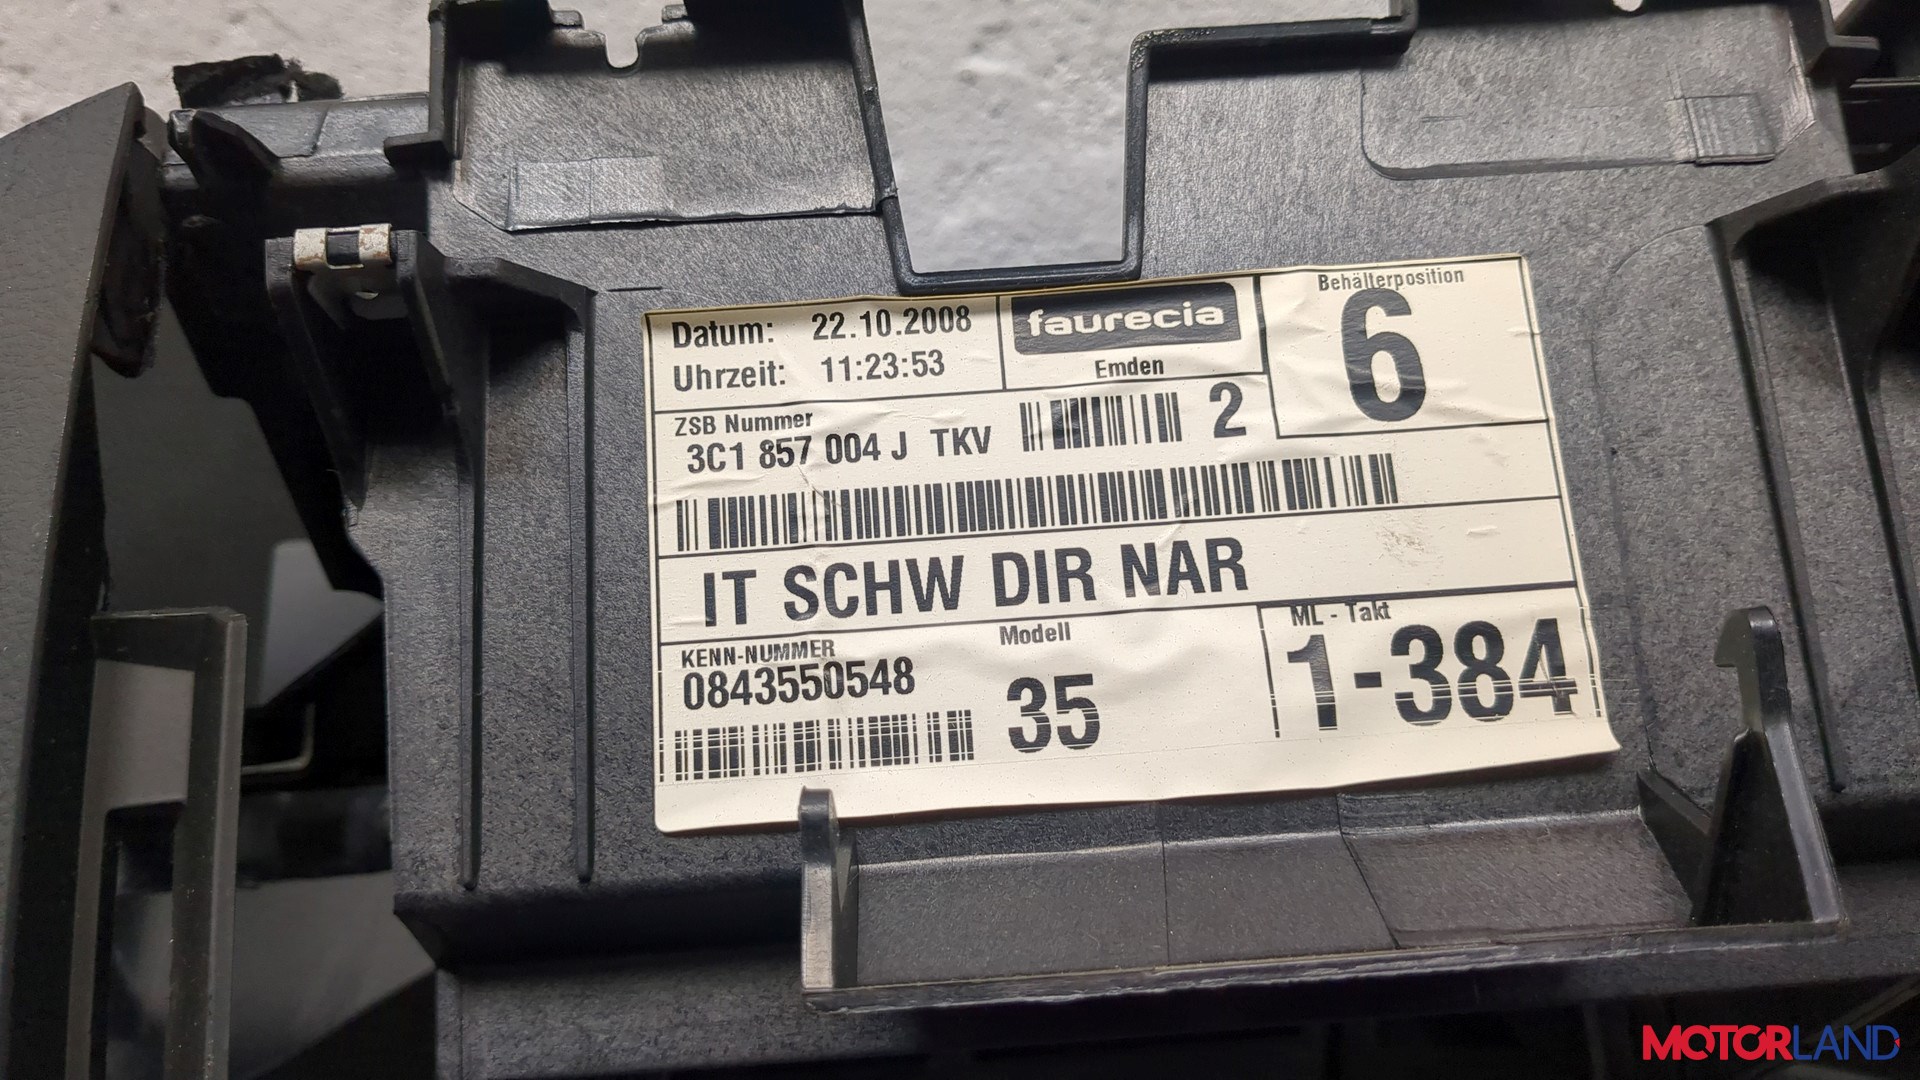 Datum: 22.10.2008
Uhrzeit: 11:23:53
faurecia
Emden
Behälterposition
6
ZSB Nummer
3C1 857 004 J TKV
2
IT SCHW DIR NAR
KENN-NUMMER
0843550548
Modell
35
ML - Takt
1-384
MOTORLAND